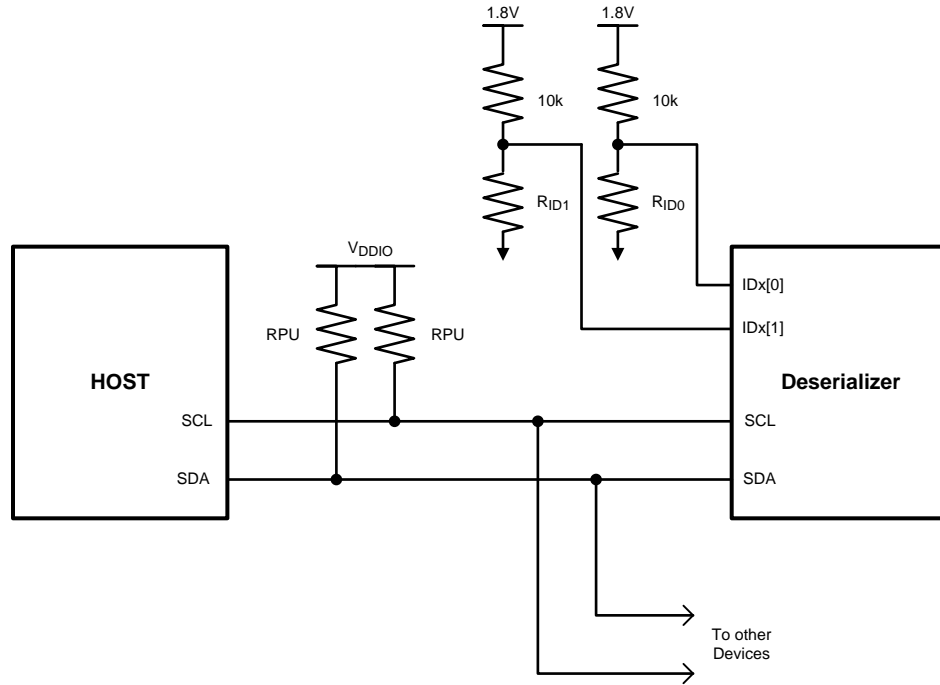 1.8V
1.8V
10k
10k
RID1
RID0
VDDIO
IDx[0]
IDx[1]
RPU
RPU
HOST
Deserializer
SCL
SCL
SDA
SDA
To other
Devices